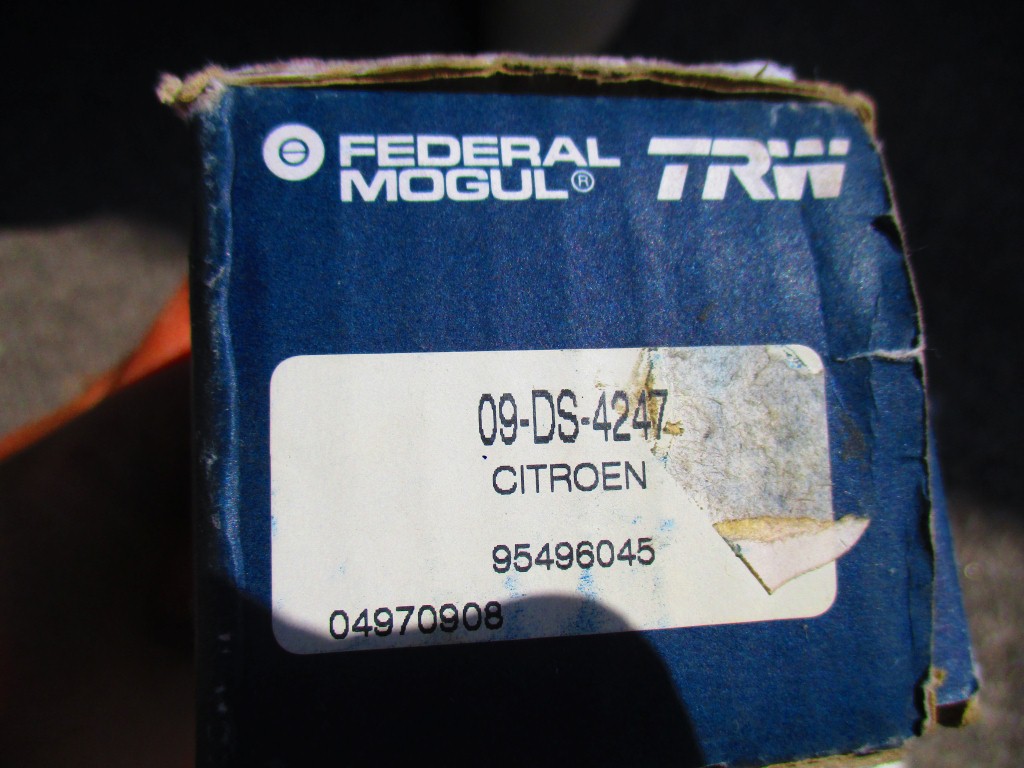 FEDERAL MOGUL® TRW
09-DS-4247
CITROEN
95496045
04970908